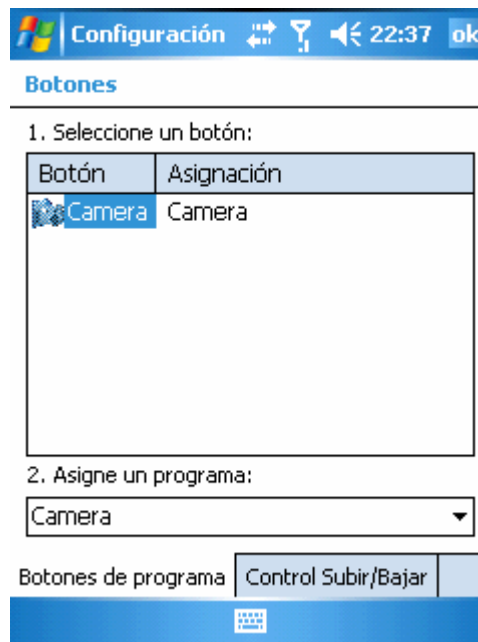 Configuración 22:37 ok
Botones
1. Seleccione un botón:
Botón Asignación
Camera Camera
2. Asigne un programa:
Camera
Botones de programa Control Subir/Bajar